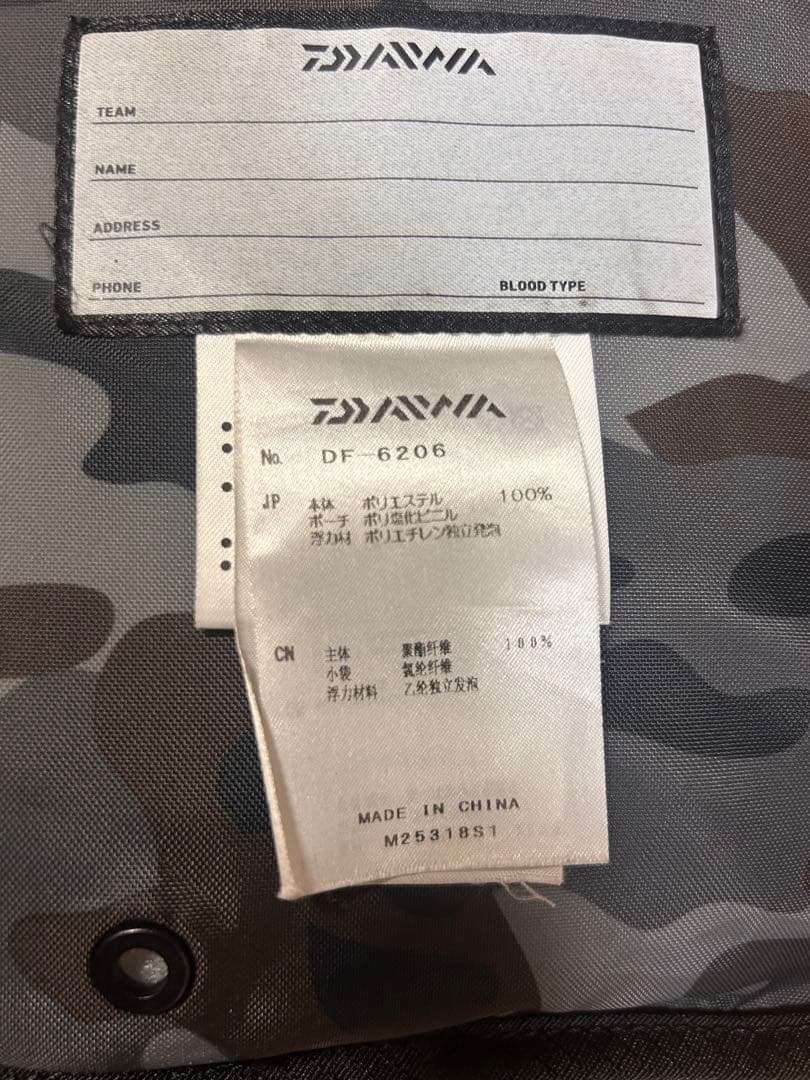 DAIWA
TEAM
NAME
ADDRESS
PHONE BLOOD TYPE
DAIWA
No. DF-6206
JP 本体 ポリエステル 100%
ポーチ ポリ塩化ビニル
浮力材 ポリエチレン独立発泡
CN 主体 聚酯纤维 100%
小袋 氯纶纤维
浮力材料 乙纶独立发泡
MADE IN CHINA
M25318S1